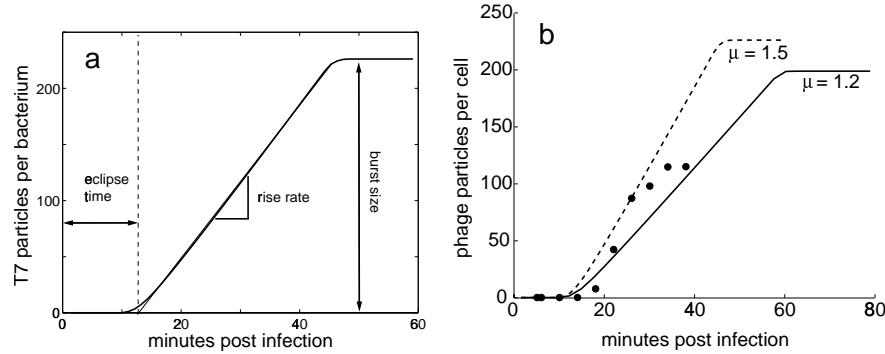 a
T7 particles per bacterium
200
100
0
eclipse
time
rise rate
burst size
0
20
40
60
minutes post infection
b
phage particles per cell
250
200
150
100
50
0
μ = 1.5
μ = 1.2
0
20
40
60
80
minutes post infection